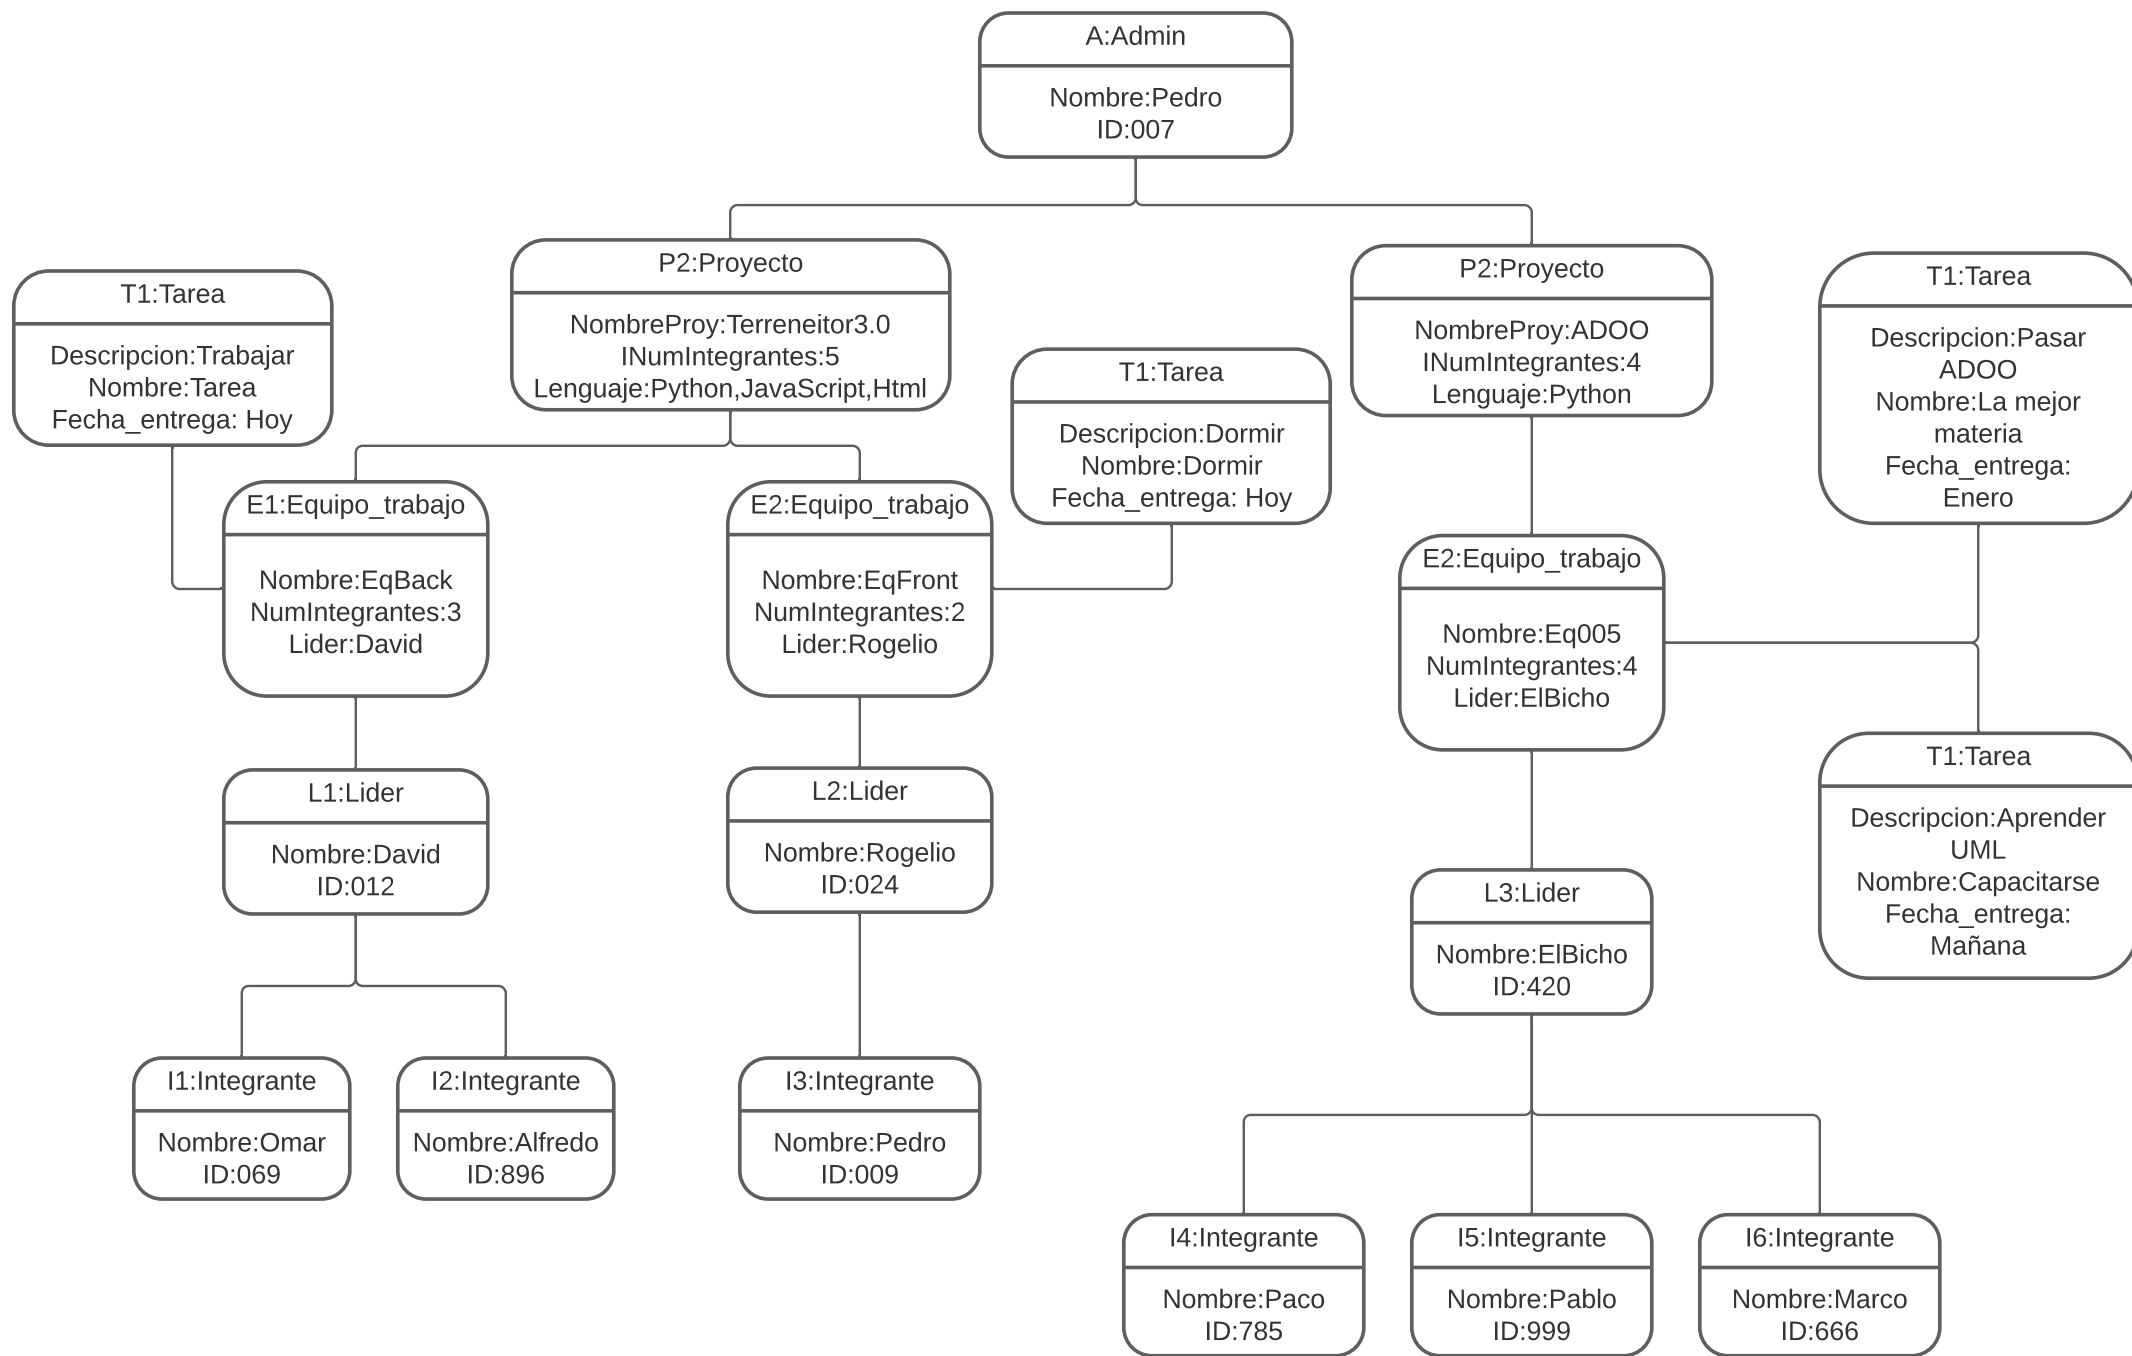 A:Admin
Nombre:Pedro
ID:007
P2:Proyecto
NombreProy:Terreneitor3.0
INumIntegrantes:5
Lenguaje:Python,JavaScript,Html
P2:Proyecto
NombreProy:ADOO
INumIntegrantes:4
Lenguaje:Python
T1:Tarea
Descripcion:Trabajar
Nombre:Tarea
Fecha_entrega: Hoy
T1:Tarea
Descripcion:Dormir
Nombre:Dormir
Fecha_entrega: Hoy
T1:Tarea
Descripcion:Pasar
ADOO
Nombre:La mejor
materia
Fecha_entrega:
Enero
E1:Equipo_trabajo
Nombre:EqBack
NumIntegrantes:3
Lider:David
E2:Equipo_trabajo
Nombre:EqFront
NumIntegrantes:2
Lider:Rogelio
E2:Equipo_trabajo
Nombre:Eq005
NumIntegrantes:4
Lider:ElBicho
T1:Tarea
Descripcion:Aprender
UML
Nombre:Capacitarse
Fecha_entrega:
Mañana
L1:Lider
Nombre:David
ID:012
L2:Lider
Nombre:Rogelio
ID:024
L3:Lider
Nombre:ElBicho
ID:420
I1:Integrante
Nombre:Omar
ID:069
I2:Integrante
Nombre:Alfredo
ID:896
I3:Integrante
Nombre:Pedro
ID:009
I4:Integrante
Nombre:Paco
ID:785
I5:Integrante
Nombre:Pablo
ID:999
I6:Integrante
Nombre:Marco
ID:666